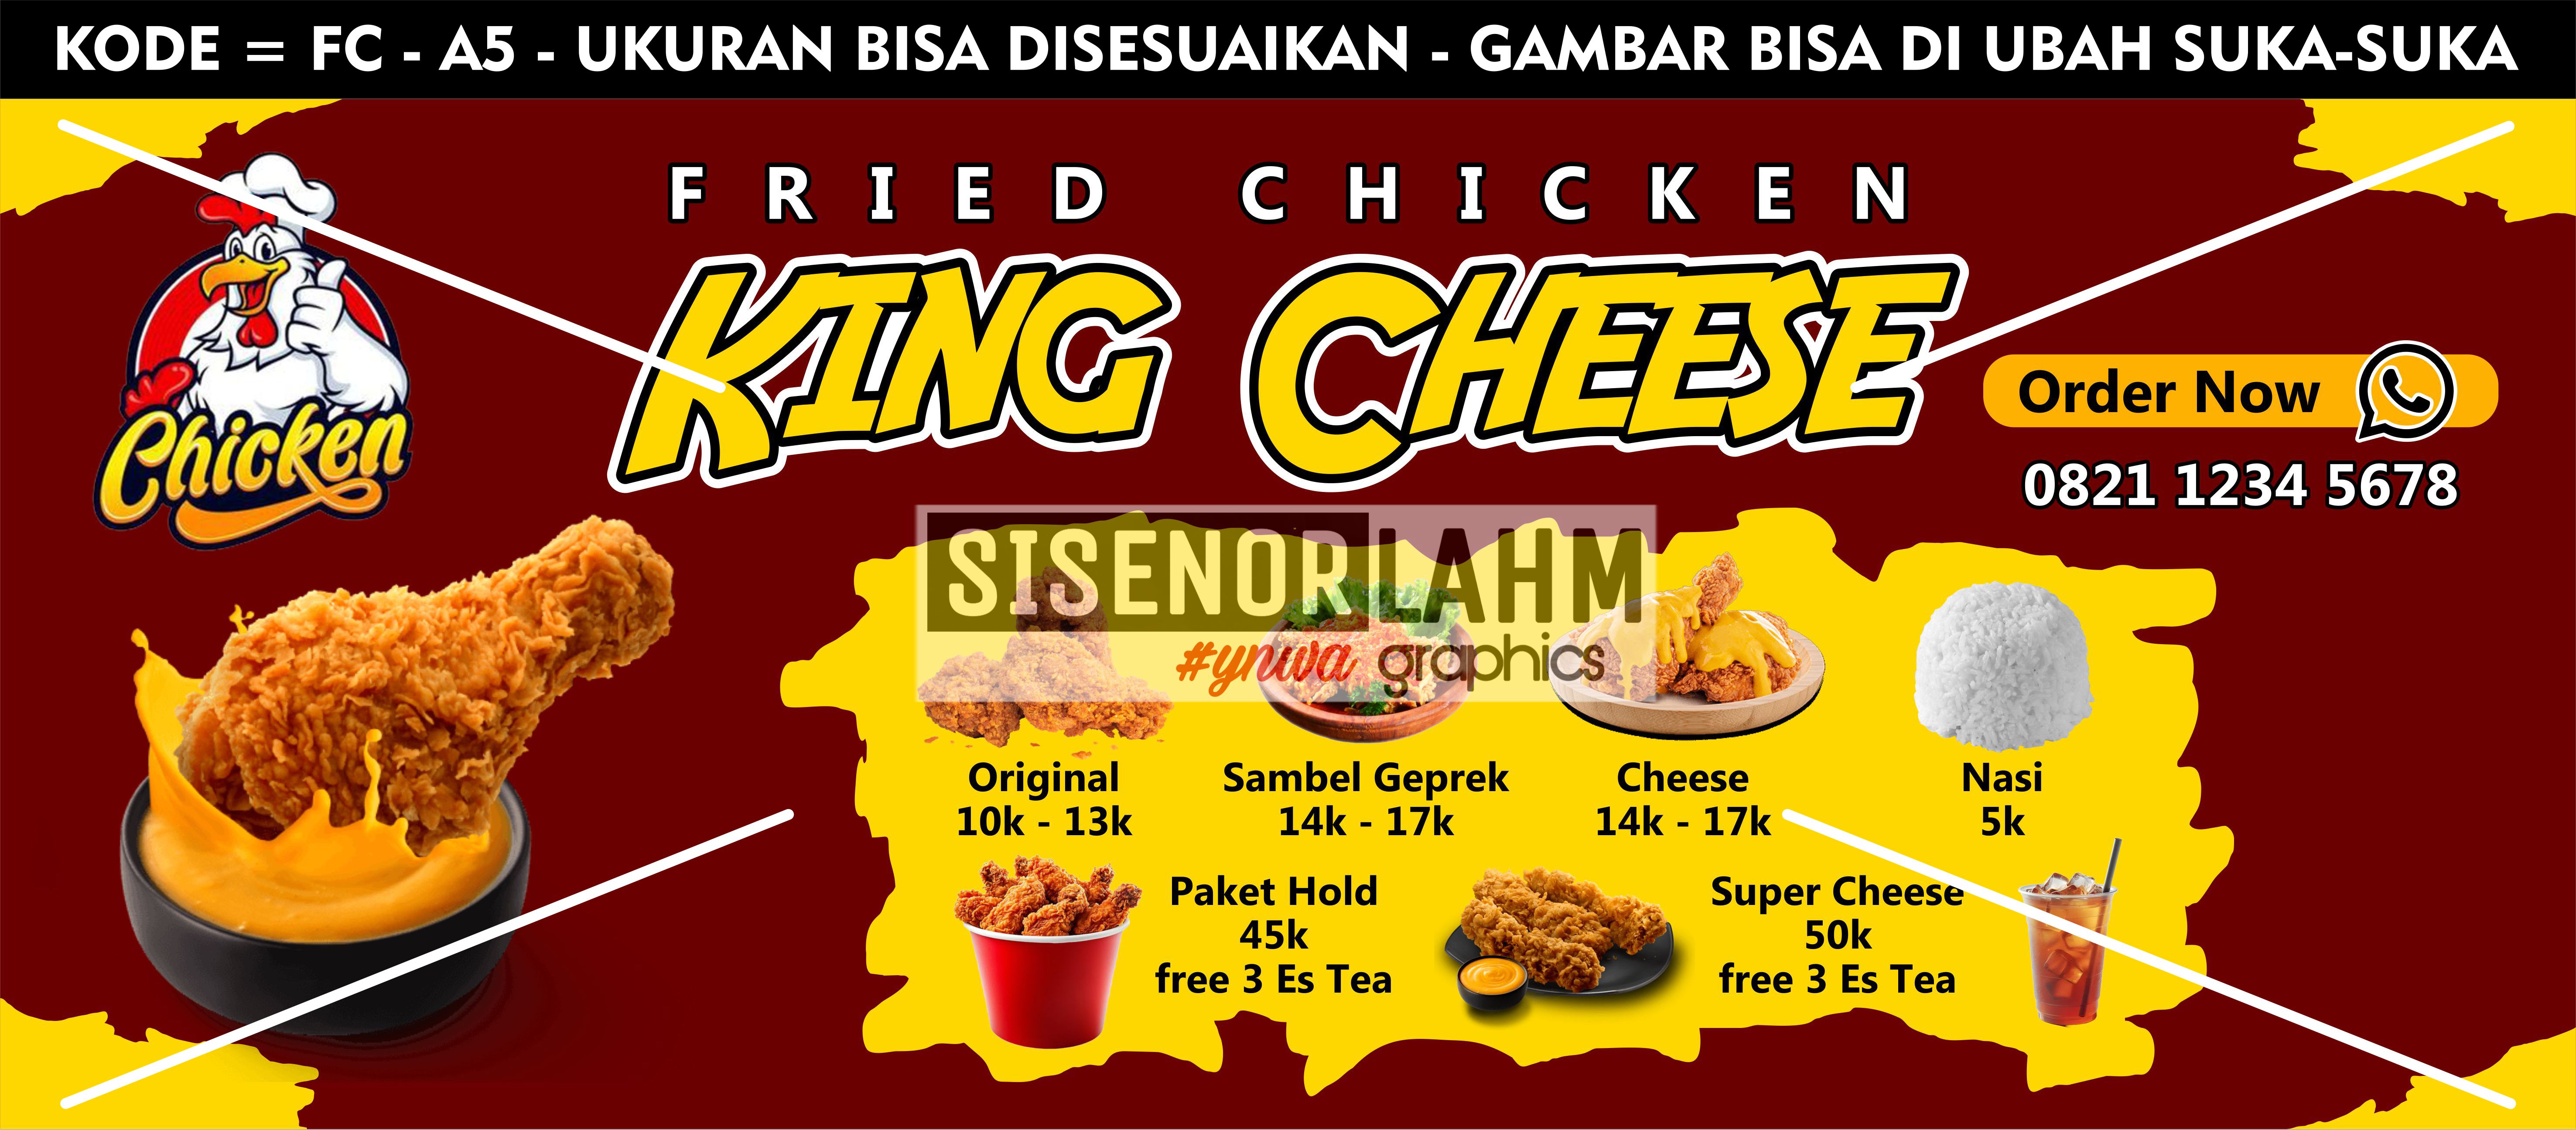 KODE = FC - A5 - UKURAN BISA DISESUAIKAN - GAMBAR BISA DI UBAH SUKA-SUKA
FRIED CHICKEN
KING CHEESE
Chicken
Order Now
0821 1234 5678
SISENORLAHM
#ynwa graphics
Original
10k - 13k
Sambel Geprek
14k - 17k
Cheese
14k - 17k
Nasi
5k
Paket Hold
45k
free 3 Es Tea
Super Cheese
50k
free 3 Es Tea